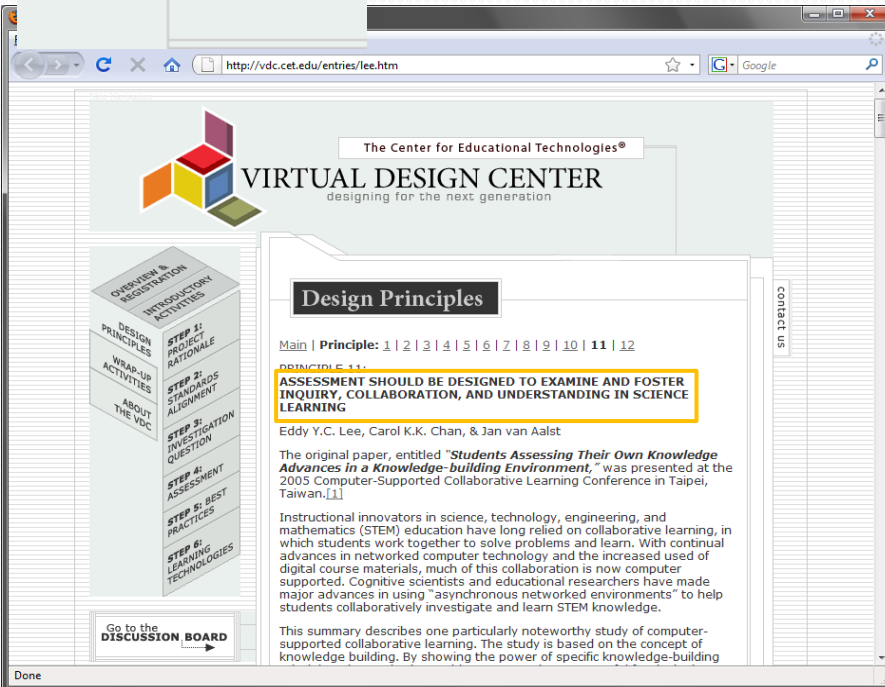 http://vdc.cet.edu/entries/lee.htm
Google
The Center for Educational Technologies®
VIRTUAL DESIGN CENTER
designing for the next generation
OVERVIEW &
REGISTRATION
INTRODUCTORY
ACTIVITIES
DESIGN
PRINCIPLES
WRAP-UP
ACTIVITIES
ABOUT
THE VDC
STEP 1:
PROJECT
RATIONALE
STEP 2:
STANDARDS
ALIGNMENT
STEP 3:
INVESTIGATION
QUESTION
STEP 4:
ASSESSMENT
STEP 5: BEST
PRACTICES
STEP 6:
LEARNING
TECHNOLOGIES
Go to the
DISCUSSION BOARD
contact us
Design Principles
Main | Principle: 1 | 2 | 3 | 4 | 5 | 6 | 7 | 8 | 9 | 10 | 11 | 12
PRINCIPLE 11:
ASSESSMENT SHOULD BE DESIGNED TO EXAMINE AND FOSTER
INQUIRY, COLLABORATION, AND UNDERSTANDING IN SCIENCE
LEARNING
Eddy Y.C. Lee, Carol K.K. Chan, & Jan van Aalst
The original paper, entitled "Students Assessing Their Own Knowledge
Advances in a Knowledge-building Environment," was presented at the
2005 Computer-Supported Collaborative Learning Conference in Taipei,
Taiwan.[1]
Instructional innovators in science, technology, engineering, and
mathematics (STEM) education have long relied on collaborative learning, in
which students work together to solve problems and learn. With continual
advances in networked computer technology and the increased used of
digital course materials, much of this collaboration is now computer
supported. Cognitive scientists and educational researchers have made
major advances in using "asynchronous networked environments" to help
students collaboratively investigate and learn STEM knowledge.
This summary describes one particularly noteworthy study of computer-
supported collaborative learning. The study is based on the concept of
knowledge building. By showing the power of specific knowledge-building
Done